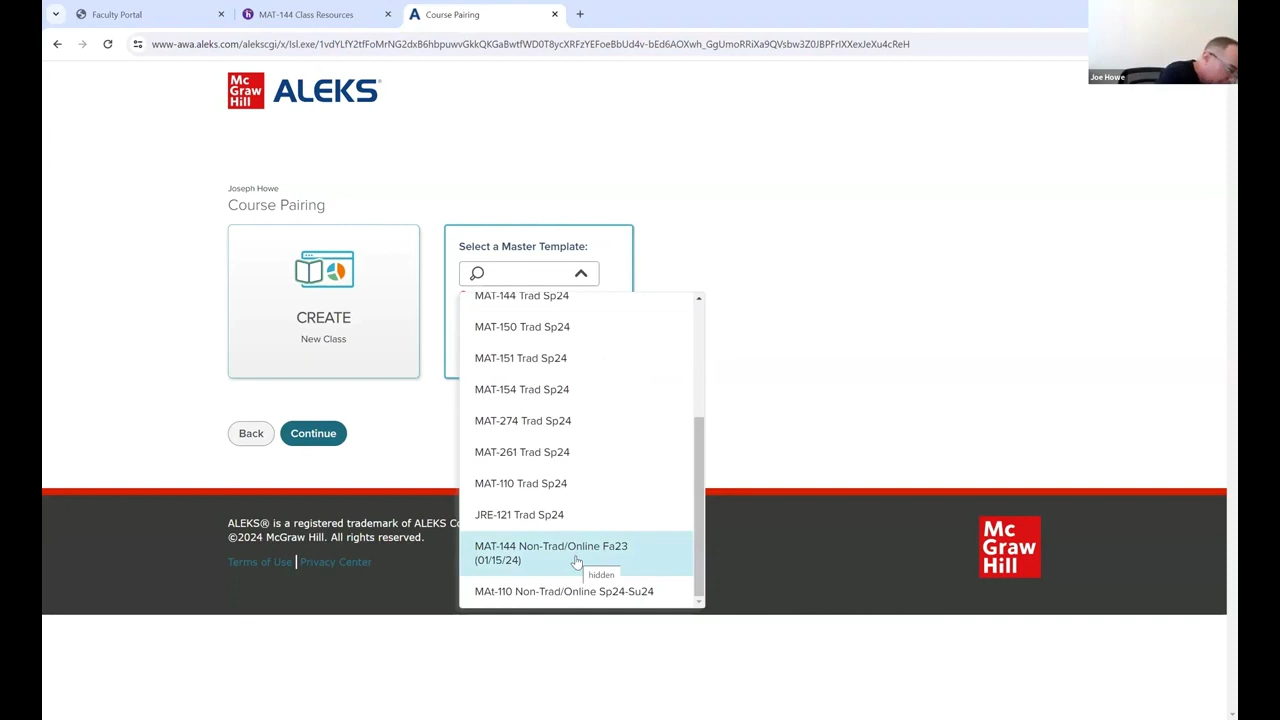 Faculty Portal
MAT-144 Class Resources
Course Pairing
www-awa.aleks.com/alekscgi/x/Isl.exe/1vdYLfY2tfFoMrNG2dxB6hbpuwvGkkQKGaBwtfWD0T8ycXRFzYEFoeBbUd4v-bEd6AOXwh_GgUmoRRiXa9QVsbw3Z0JBPFrIXXexJeXu4cReH
Joe Howe
Mc Graw Hill
ALEKS®
Joseph Howe
Course Pairing
CREATE
New Class
Select a Master Template:
MAT-144 Trad Sp24
MAT-150 Trad Sp24
MAT-151 Trad Sp24
MAT-154 Trad Sp24
MAT-274 Trad Sp24
MAT-261 Trad Sp24
MAT-110 Trad Sp24
JRE-121 Trad Sp24
MAT-144 Non-Trad/Online Fa23
(01/15/24)
hidden
MAt-110 Non-Trad/Online Sp24-Su24
Back
Continue
ALEKS® is a registered trademark of ALEKS Co
©2024 McGraw Hill. All rights reserved.
Terms of Use
Privacy Center
Mc
Graw
Hill